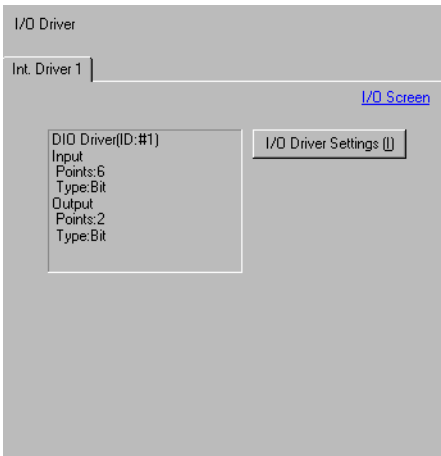 I/O Driver
Int. Driver 1
I/O Screen
DIO Driver(ID:#1)
Input
Points:6
Type:Bit
Output
Points:2
Type:Bit
I/O Driver Settings (I)